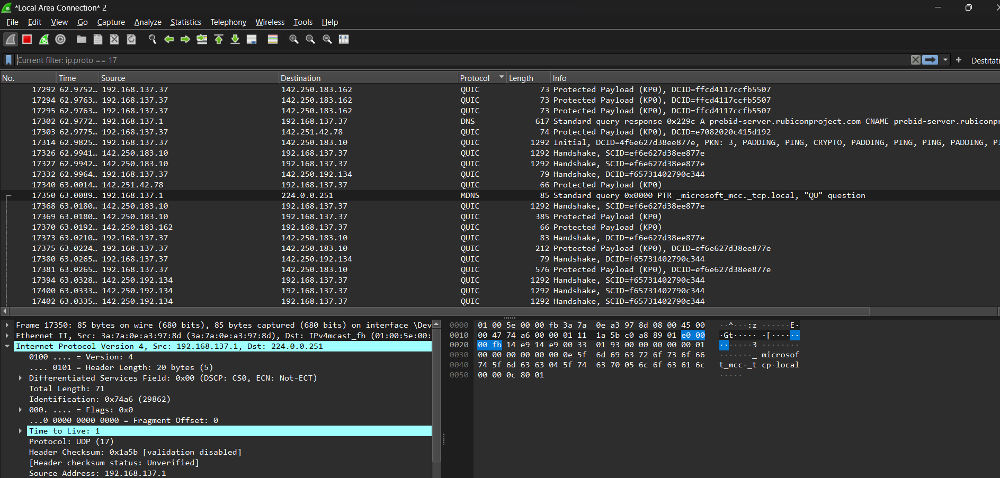 *Local Area Connection* 2
File Edit View Go Capture Analyze Statistics Telephony Wireless Tools Help
Current filter: ip.proto == 17 + Destitati
No. Time Source Destination Protocol Length Info
17292 62.9752… 192.168.137.37 142.250.183.162 QUIC 73 Protected Payload (KP0), DCID=ffcd4117ccfb5507
17294 62.9763… 192.168.137.37 142.250.183.162 QUIC 73 Protected Payload (KP0), DCID=ffcd4117ccfb5507
17295 62.9763… 192.168.137.37 142.250.183.162 QUIC 73 Protected Payload (KP0), DCID=ffcd4117ccfb5507
17302 62.9772… 192.168.137.1 192.168.137.37 DNS 617 Standard query response 0x229c A prebid-server.rubiconproject.com CNAME prebid-server.rubiconpr
17303 62.9775… 192.168.137.37 142.251.42.78 QUIC 74 Protected Payload (KP0), DCID=e7082020c415d192
17314 62.9825… 192.168.137.37 142.250.183.10 QUIC 1292 Initial, DCID=4f6e627d38ee877e, PKN: 3, PADDING, PING, CRYPTO, PADDING, PING, PING, PADDING, PI
17326 62.9941… 142.250.183.10 192.168.137.37 QUIC 1292 Handshake, SCID=ef6e627d38ee877e
17327 62.9942… 142.250.183.10 192.168.137.37 QUIC 1292 Handshake, SCID=ef6e627d38ee877e
17332 62.9964… 192.168.137.37 142.250.192.134 QUIC 79 Handshake, DCID=f65731402790c344
17340 63.0014… 142.251.42.78 192.168.137.37 QUIC 66 Protected Payload (KP0)
17350 63.0089… 192.168.137.1 224.0.0.251 MDNS 85 Standard query 0x0000 PTR _microsoft_mcc._tcp.local, "QU" question
17368 63.0180… 142.250.183.10 192.168.137.37 QUIC 1292 Handshake, SCID=ef6e627d38ee877e
17369 63.0180… 142.250.183.10 192.168.137.37 QUIC 385 Protected Payload (KP0)
17370 63.0192… 142.250.183.162 192.168.137.37 QUIC 66 Protected Payload (KP0)
17373 63.0210… 192.168.137.37 142.250.183.10 QUIC 83 Handshake, DCID=ef6e627d38ee877e
17375 63.0224… 192.168.137.37 142.250.183.10 QUIC 212 Protected Payload (KP0), DCID=ef6e627d38ee877e
17380 63.0265… 192.168.137.37 142.250.192.134 QUIC 79 Handshake, DCID=f65731402790c344
17381 63.0265… 192.168.137.37 142.250.183.10 QUIC 576 Protected Payload (KP0), DCID=ef6e627d38ee877e
17394 63.0328… 142.250.192.134 192.168.137.37 QUIC 1292 Handshake, SCID=f65731402790c344
17400 63.0333… 142.250.192.134 192.168.137.37 QUIC 1292 Handshake, SCID=f65731402790c344
17402 63.0335… 142.250.192.134 192.168.137.37 QUIC 1292 Handshake, SCID=f65731402790c344
Frame 17350: 85 bytes on wire (680 bits), 85 bytes captured (680 bits) on interface \Dev
Ethernet II, Src: 3a:7a:0e:a3:97:8d (3a:7a:0e:a3:97:8d), Dst: IPv4mcast_fb (01:00:5e:00:
Internet Protocol Version 4, Src: 192.168.137.1, Dst: 224.0.0.251
0100 .... = Version: 4
.... 0101 = Header Length: 20 bytes (5)
Differentiated Services Field: 0x00 (DSCP: CS0, ECN: Not-ECT)
Total Length: 71
Identification: 0x74a6 (29862)
000. .... = Flags: 0x0
...0 0000 0000 0000 = Fragment Offset: 0
Time to Live: 1
Protocol: UDP (17)
Header Checksum: 0x1a5b [validation disabled]
[Header checksum status: Unverified]
Source Address: 192.168.137.1
0000 01 00 5e 00 00 fb 3a 7a 0e a3 97 8d 08 00 45 00 ··^···:z ······E·
0010 00 47 74 a6 00 00 01 11 1a 5b c0 a8 89 01 e0 00 ·Gt····· ·[······
0020 00 fb 14 e9 14 e9 00 33 01 93 00 00 00 00 00 01 ·······3 ········
0030 00 00 00 00 00 00 0e 5f 6d 69 63 72 6f 73 6f 66 ·······_ microsof
0040 74 5f 6d 63 63 04 5f 74 63 70 05 6c 6f 63 61 6c t_mcc·_t cp·local
0050 00 00 0c 80 01 ·····